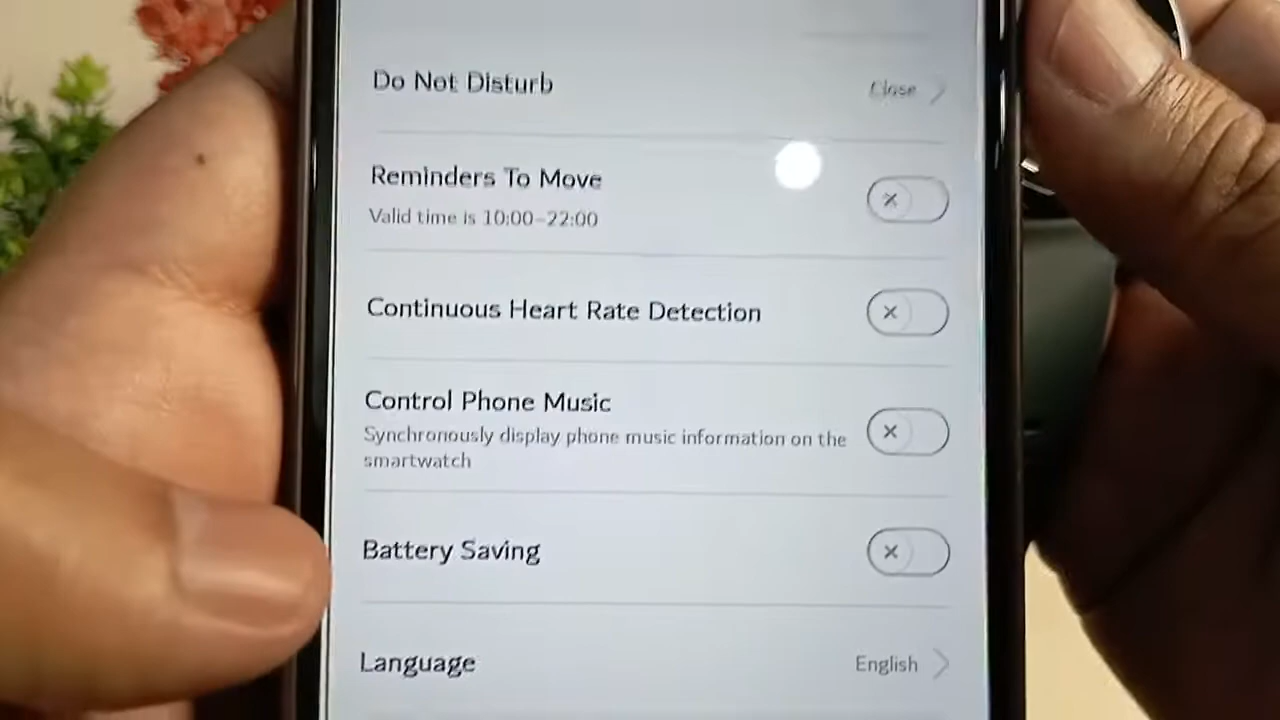 Do Not Disturb
Close
Reminders To Move
Valid time is 10:00-22:00
Continuous Heart Rate Detection
Control Phone Music
Synchronously display phone music information on the
smartwatch
Battery Saving
Language
English